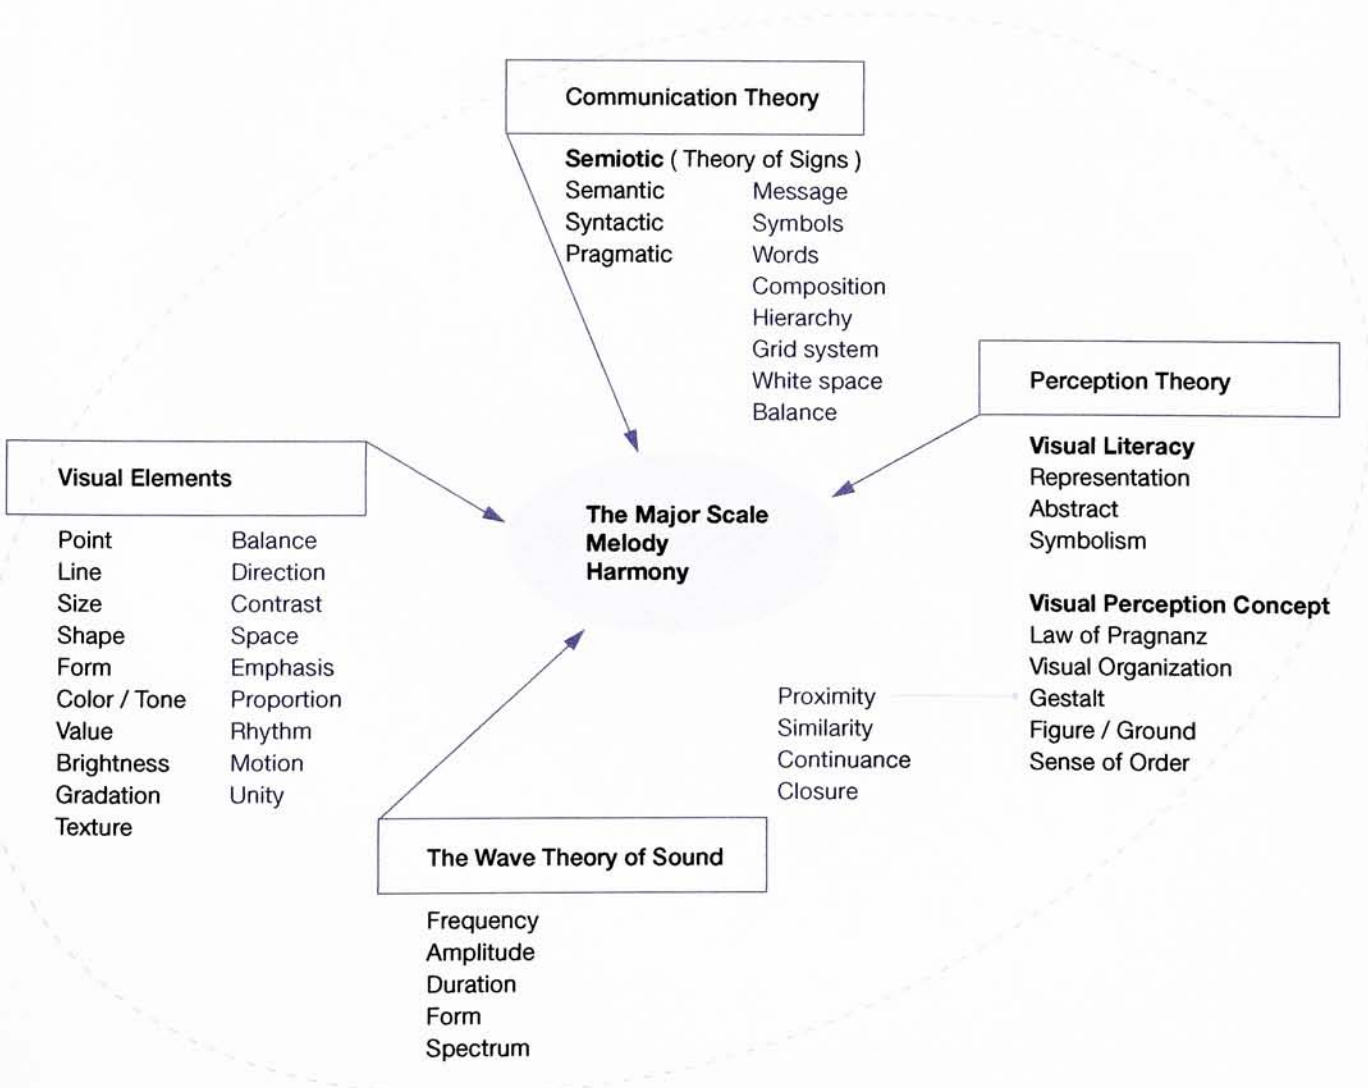 Communication Theory
Semiotic ( Theory of Signs )
Semantic
Syntactic
Pragmatic
Message
Symbols
Words
Composition
Hierarchy
Grid system
White space
Balance
Perception Theory
Visual Literacy
Representation
Abstract
Symbolism
Visual Perception Concept
Law of Pragnanz
Visual Organization
Gestalt
Figure / Ground
Sense of Order
Proximity
Similarity
Continuance
Closure
Visual Elements
Point
Line
Size
Shape
Form
Color / Tone
Value
Brightness
Gradation
Texture
Balance
Direction
Contrast
Space
Emphasis
Proportion
Rhythm
Motion
Unity
The Major Scale
Melody
Harmony
The Wave Theory of Sound
Frequency
Amplitude
Duration
Form
Spectrum